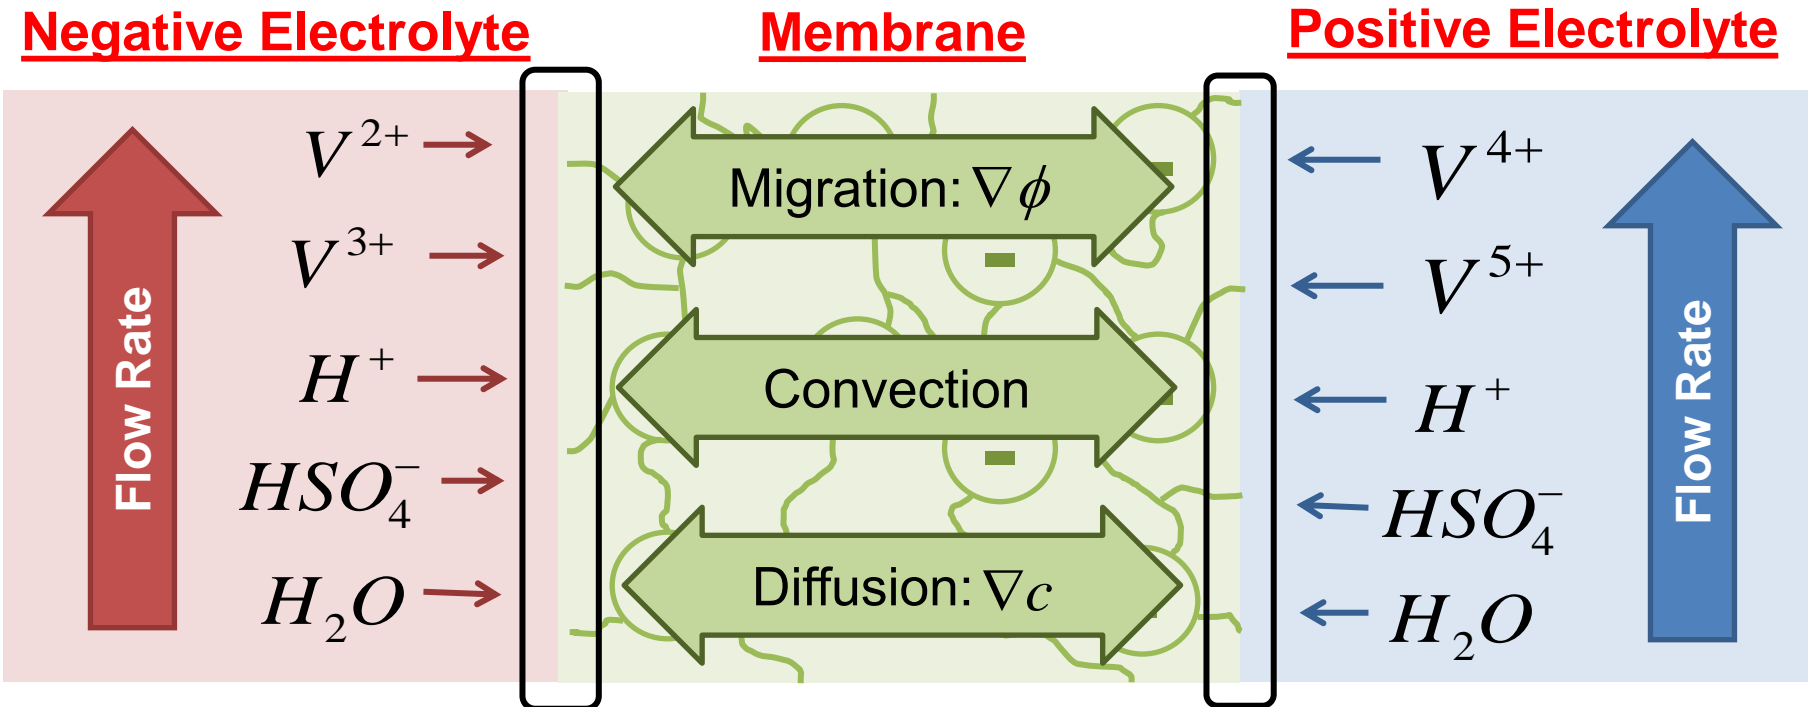 Negative Electrolyte
Membrane
Positive Electrolyte
Flow Rate
V²⁺
V³⁺
H⁺
HSO₄⁻
H₂O
Migration: ∇ϕ
Convection
Diffusion: ∇c
V⁴⁺
V⁵⁺
H⁺
HSO₄⁻
H₂O
Flow Rate